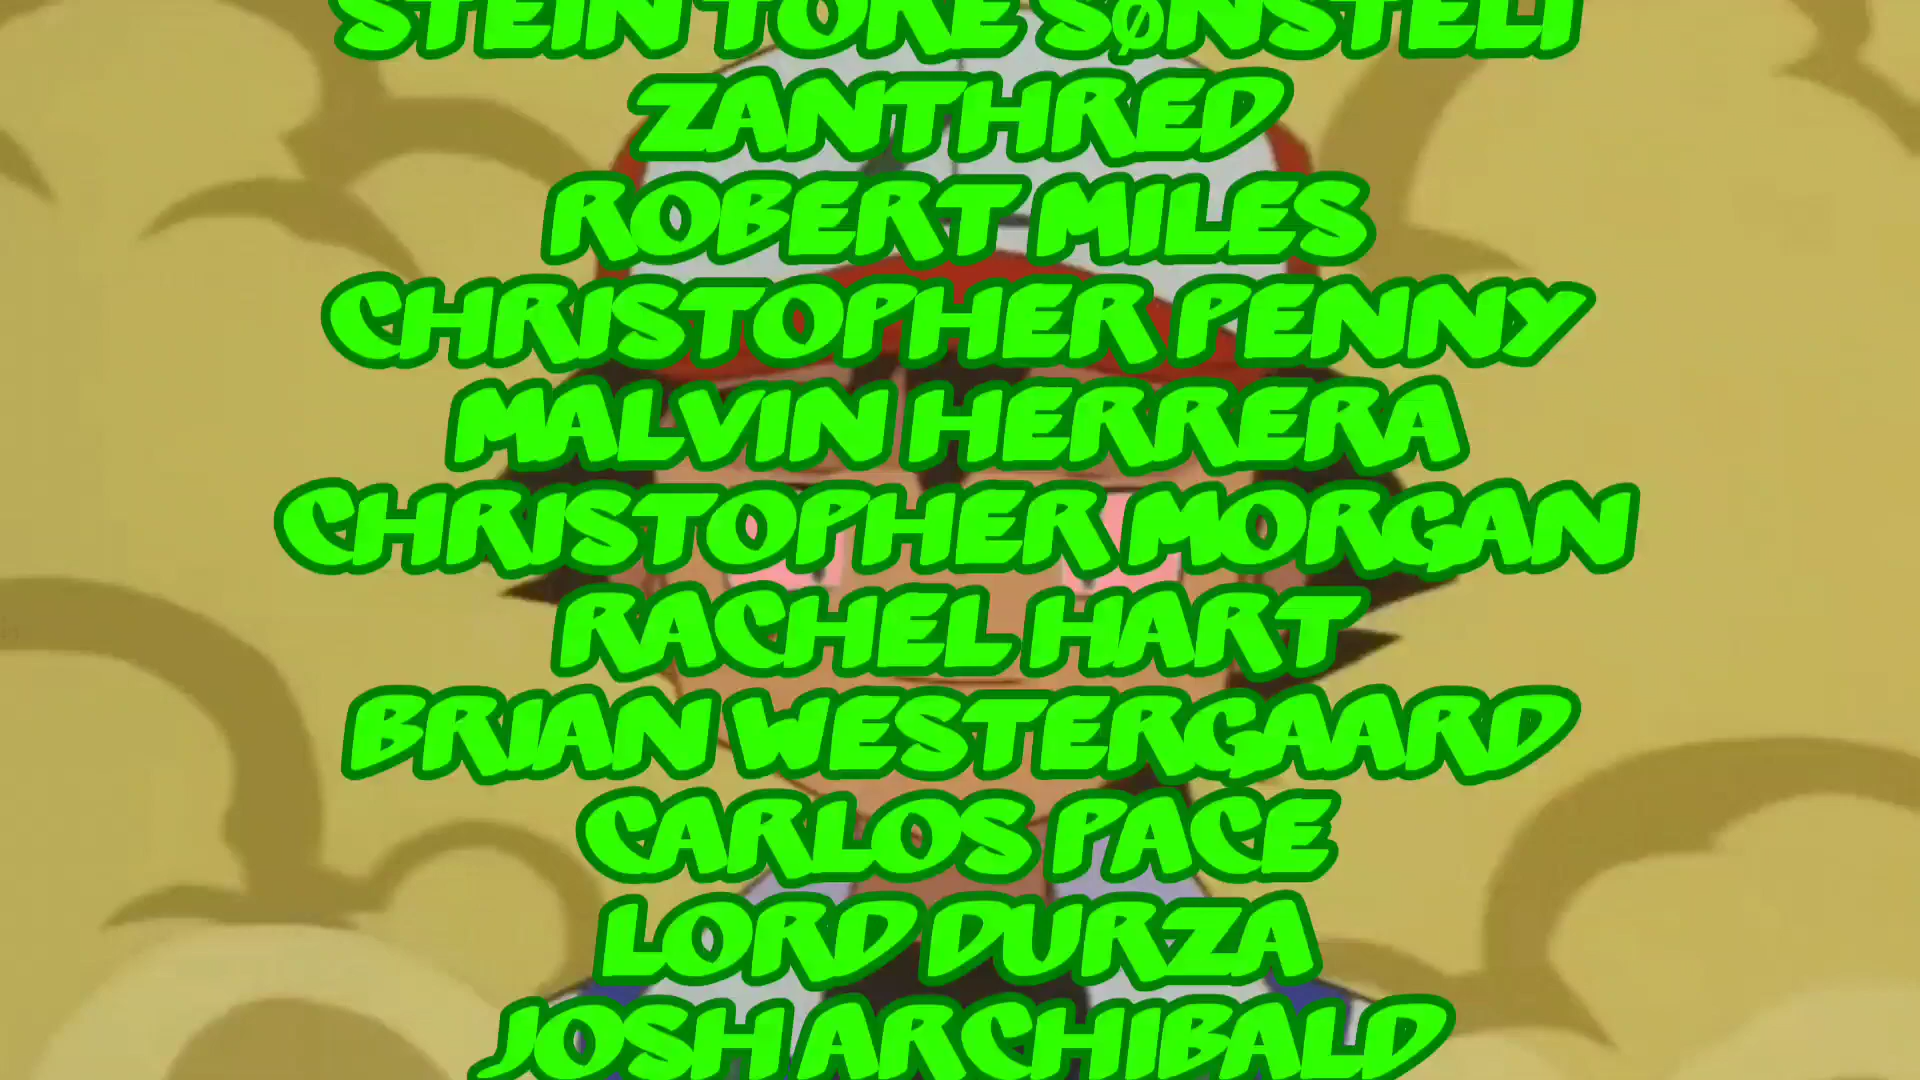 STEIN TORE SØNSTELI
ZANTHRED
ROBERT MILES
CHRISTOPHER PENNY
MALVIN HERRERA
CHRISTOPHER MORGAN
RACHEL HART
BRIAN WESTERGAARD
CARLOS PACE
LORD DURZA
JOSH ARCHIBALD